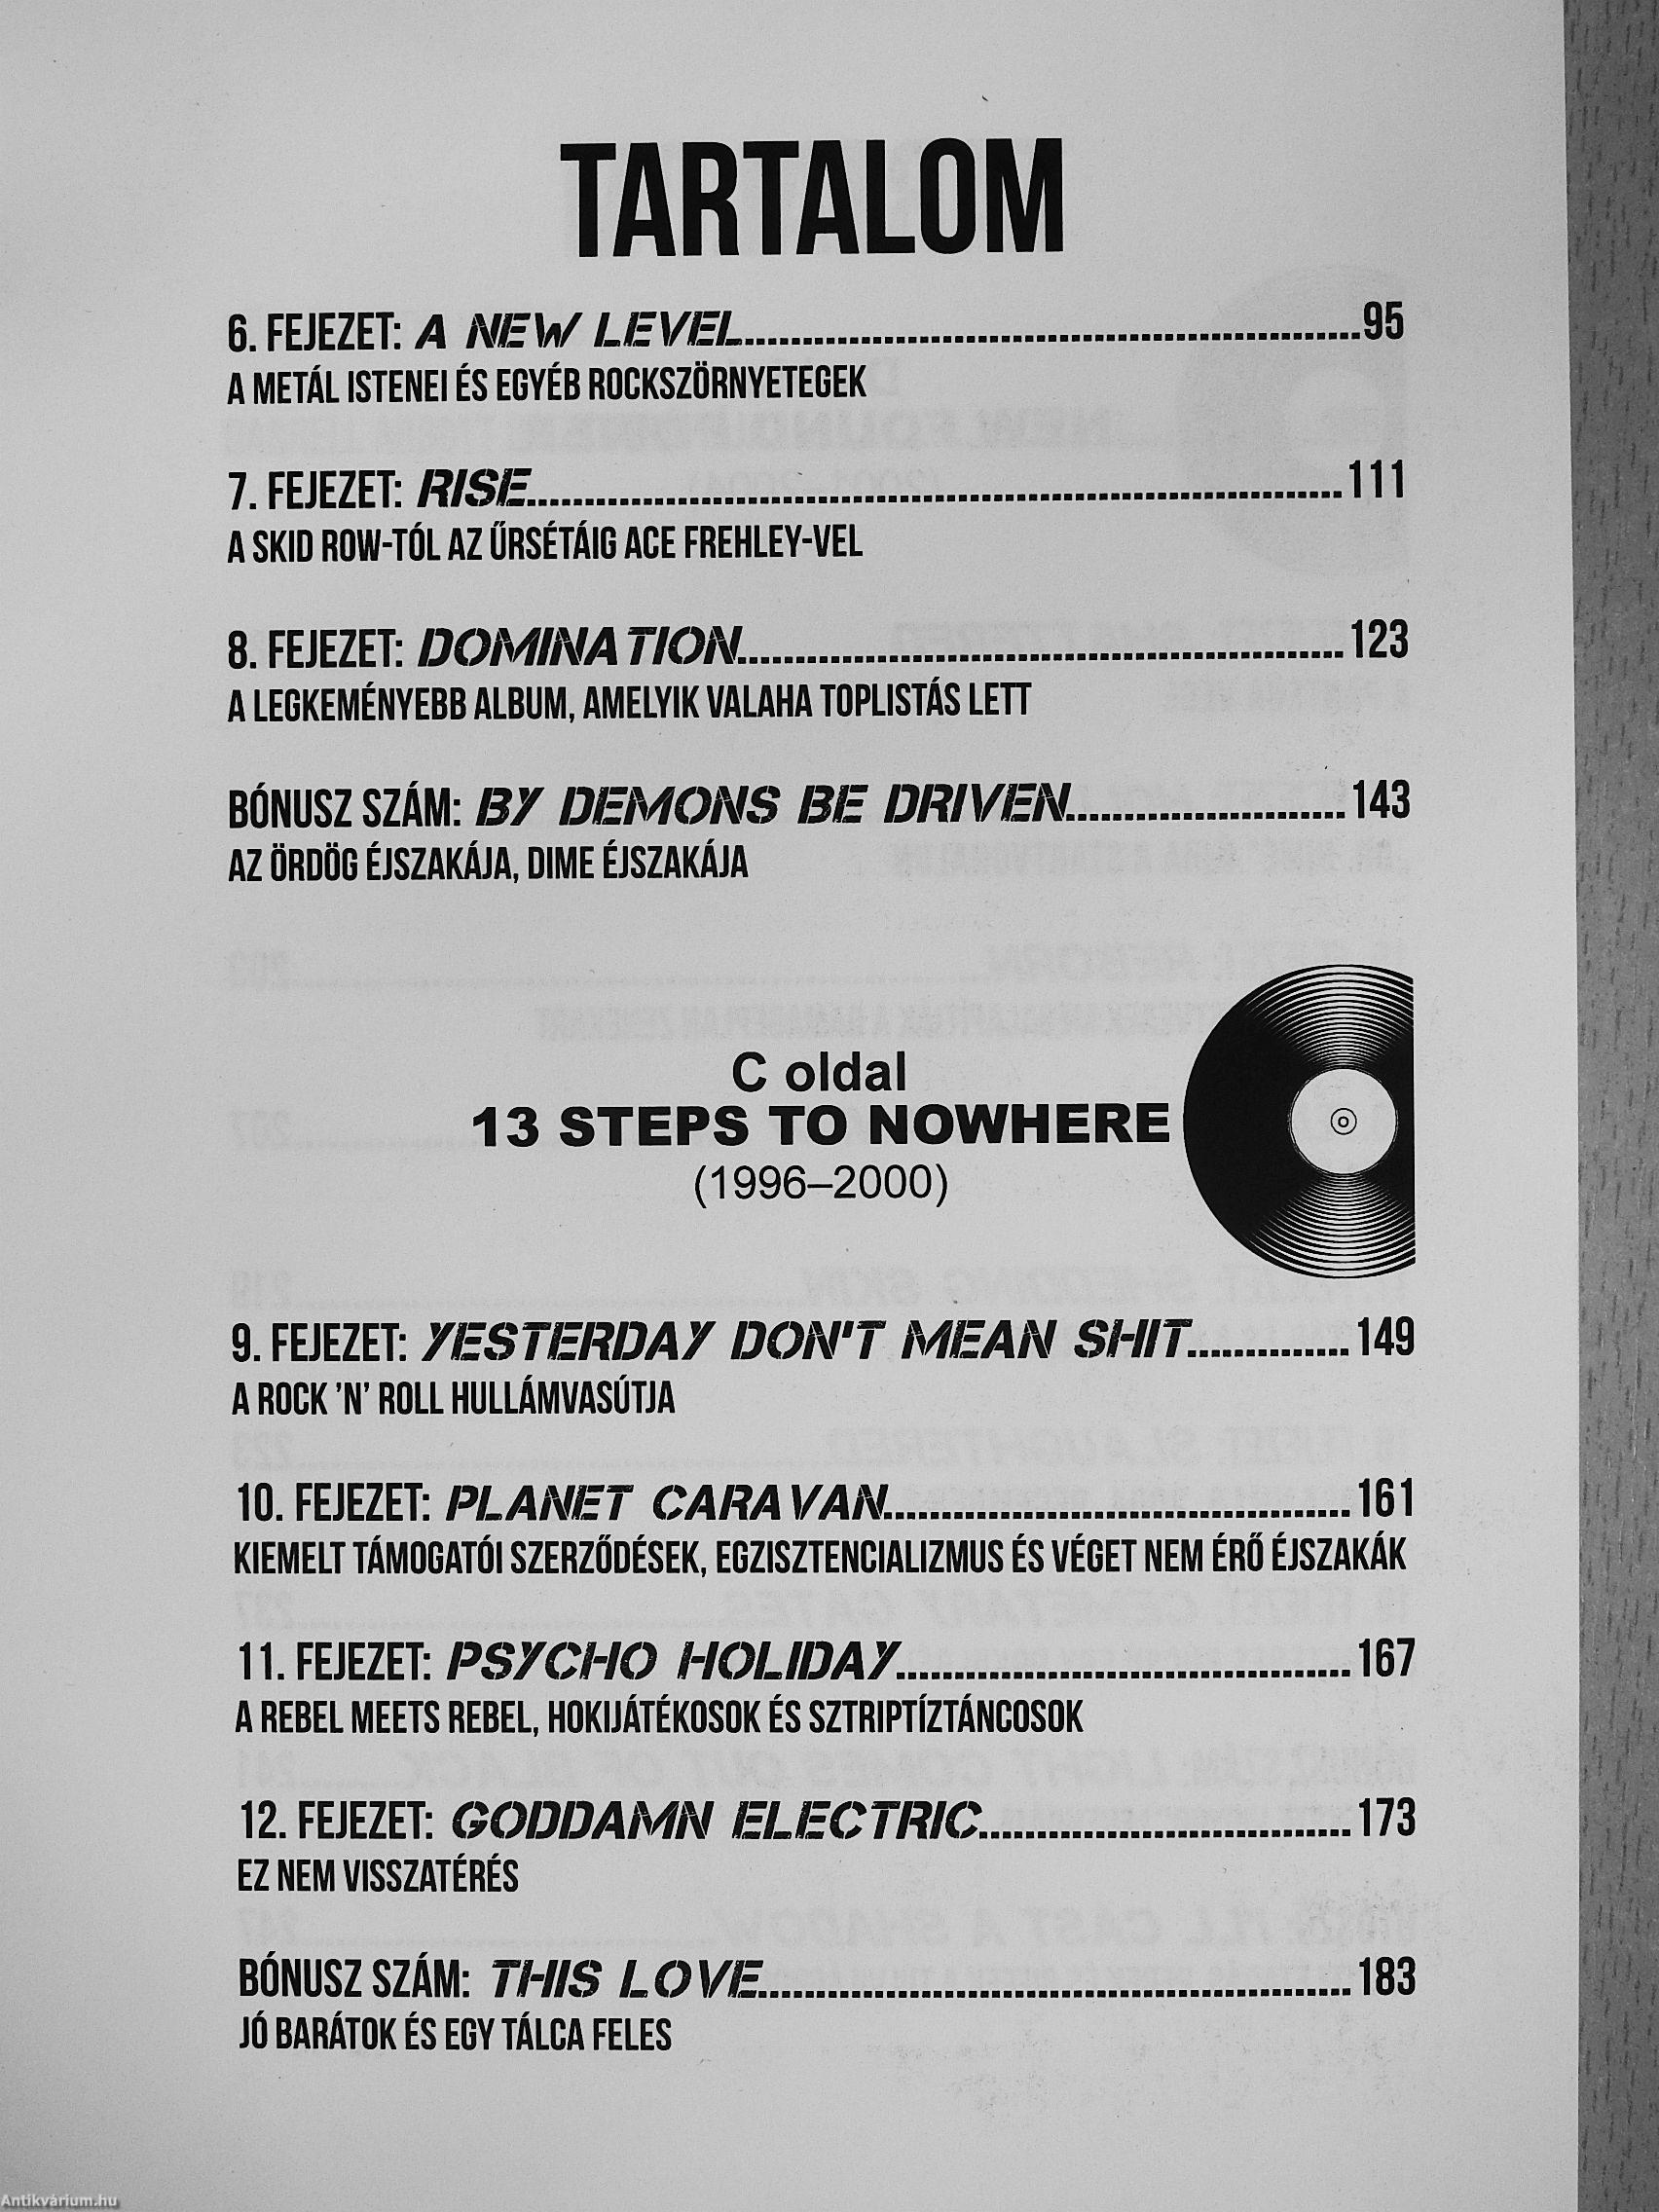 TARTALOM
6. FEJEZET: A NEW LEVEL..........95
A METÁL ISTENEI ÉS EGYÉB ROCKSZÖRNYETEGEK
7. FEJEZET: RISE..........111
A SKID ROW-TÓL AZ ŰRSÉTÁIG ACE FREHLEY-VEL
8. FEJEZET: DOMINATION..........123
A LEGKEMÉNYEBB ALBUM, AMELYIK VALAHA TOPLISTÁS LETT
BÓNUSZ SZÁM: BY DEMONS BE DRIVEN..........143
AZ ÖRDÖG ÉJSZAKÁJA, DIME ÉJSZAKÁJA
C oldal
13 STEPS TO NOWHERE
(1996–2000)
9. FEJEZET: YESTERDAY DON'T MEAN SHIT..........149
A ROCK 'N' ROLL HULLÁMVASÚTJA
10. FEJEZET: PLANET CARAVAN..........161
KIEMELT TÁMOGATÓI SZERZŐDÉSEK, EGZISZTENCIALIZMUS ÉS VÉGET NEM ÉRŐ ÉJSZAKÁK
11. FEJEZET: PSYCHO HOLIDAY..........167
A REBEL MEETS REBEL, HOKIJÁTÉKOSOK ÉS SZTRIPTÍZTÁNCOSOK
12. FEJEZET: GODDAMN ELECTRIC..........173
EZ NEM VISSZATÉRÉS
BÓNUSZ SZÁM: THIS LOVE..........183
JÓ BARÁTOK ÉS EGY TÁLCA FELES
Antikvárium.hu